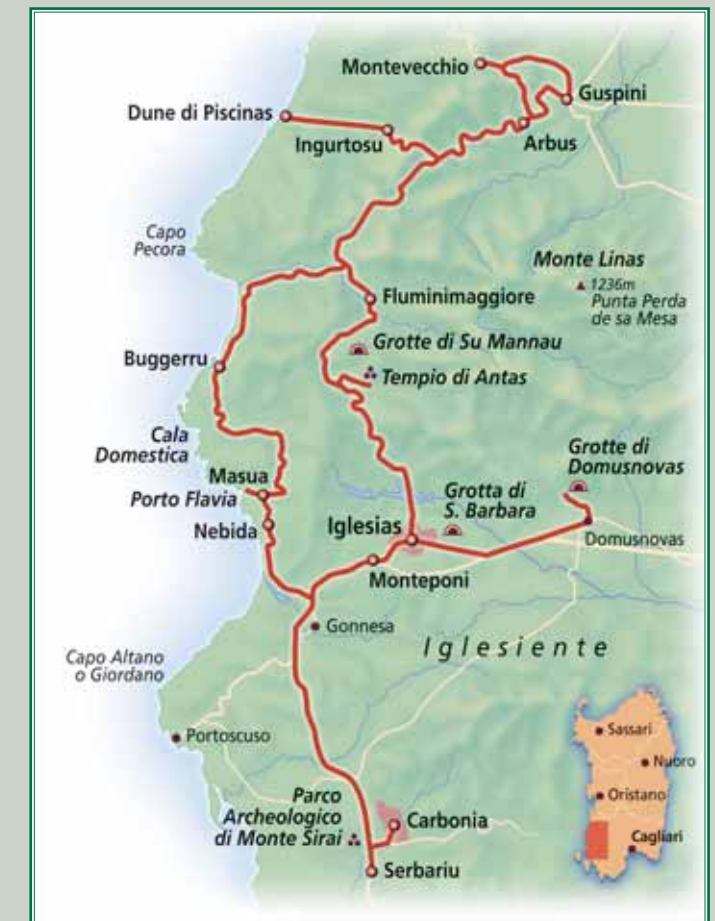 Montevecchio
Guspini
Dune di Piscinas
Ingurtosu
Arbus
Capo
Pecora
Monte Linas
1236m
Punta Perda
de sa Mesa
Fluminimaggiore
Grotte di Su Mannau
Buggerru
Tempio di Antas
Cala
Domestica
Grotte di
Domusnovas
Masua
Porto Flavia
Grotta di
S. Barbara
Nebida
Iglesias
Domusnovas
Monteponi
Gonnesa
Iglesiente
Capo Altano
o Giordano
Portoscuso
Sassari
Nuoro
Oristano
Cagliari
Parco
Archeologico
di Monte Sirai
Carbonia
Serbariu